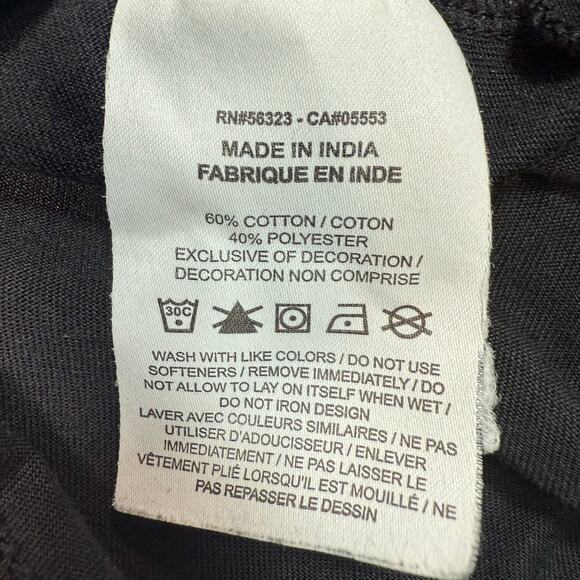 RN#56323 - CA#05553
MADE IN INDIA
FABRIQUE EN INDE
60% COTTON / COTON
40% POLYESTER
EXCLUSIVE OF DECORATION /
DECORATION NON COMPRISE
30C
WASH WITH LIKE COLORS / DO NOT USE
SOFTENERS / REMOVE IMMEDIATELY / DO
NOT ALLOW TO LAY ON ITSELF WHEN WET /
DO NOT IRON DESIGN
LAVER AVEC COULEURS SIMILAIRES / NE PAS
UTILISER D'ADOUCISSEUR / ENLEVER
IMMEDIATEMENT / NE PAS LAISSER LE
VÊTEMENT PLIÉ LORSQU'IL EST MOUILLÉ / NE
PAS REPASSER LE DESSIN